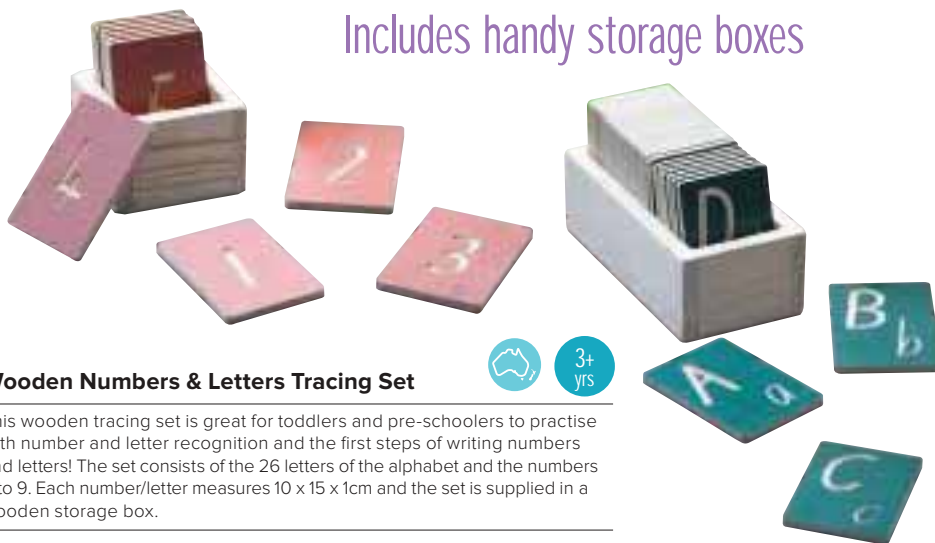 Includes handy storage boxes
7
4
2
1
3
D
B b
A a
C c
3+
yrs
ooden Numbers & Letters Tracing Set
is wooden tracing set is great for toddlers and pre-schoolers to practise
th number and letter recognition and the first steps of writing numbers
d letters! The set consists of the 26 letters of the alphabet and the numbers
to 9. Each number/letter measures 10 x 15 x 1cm and the set is supplied in a
ooden storage box.